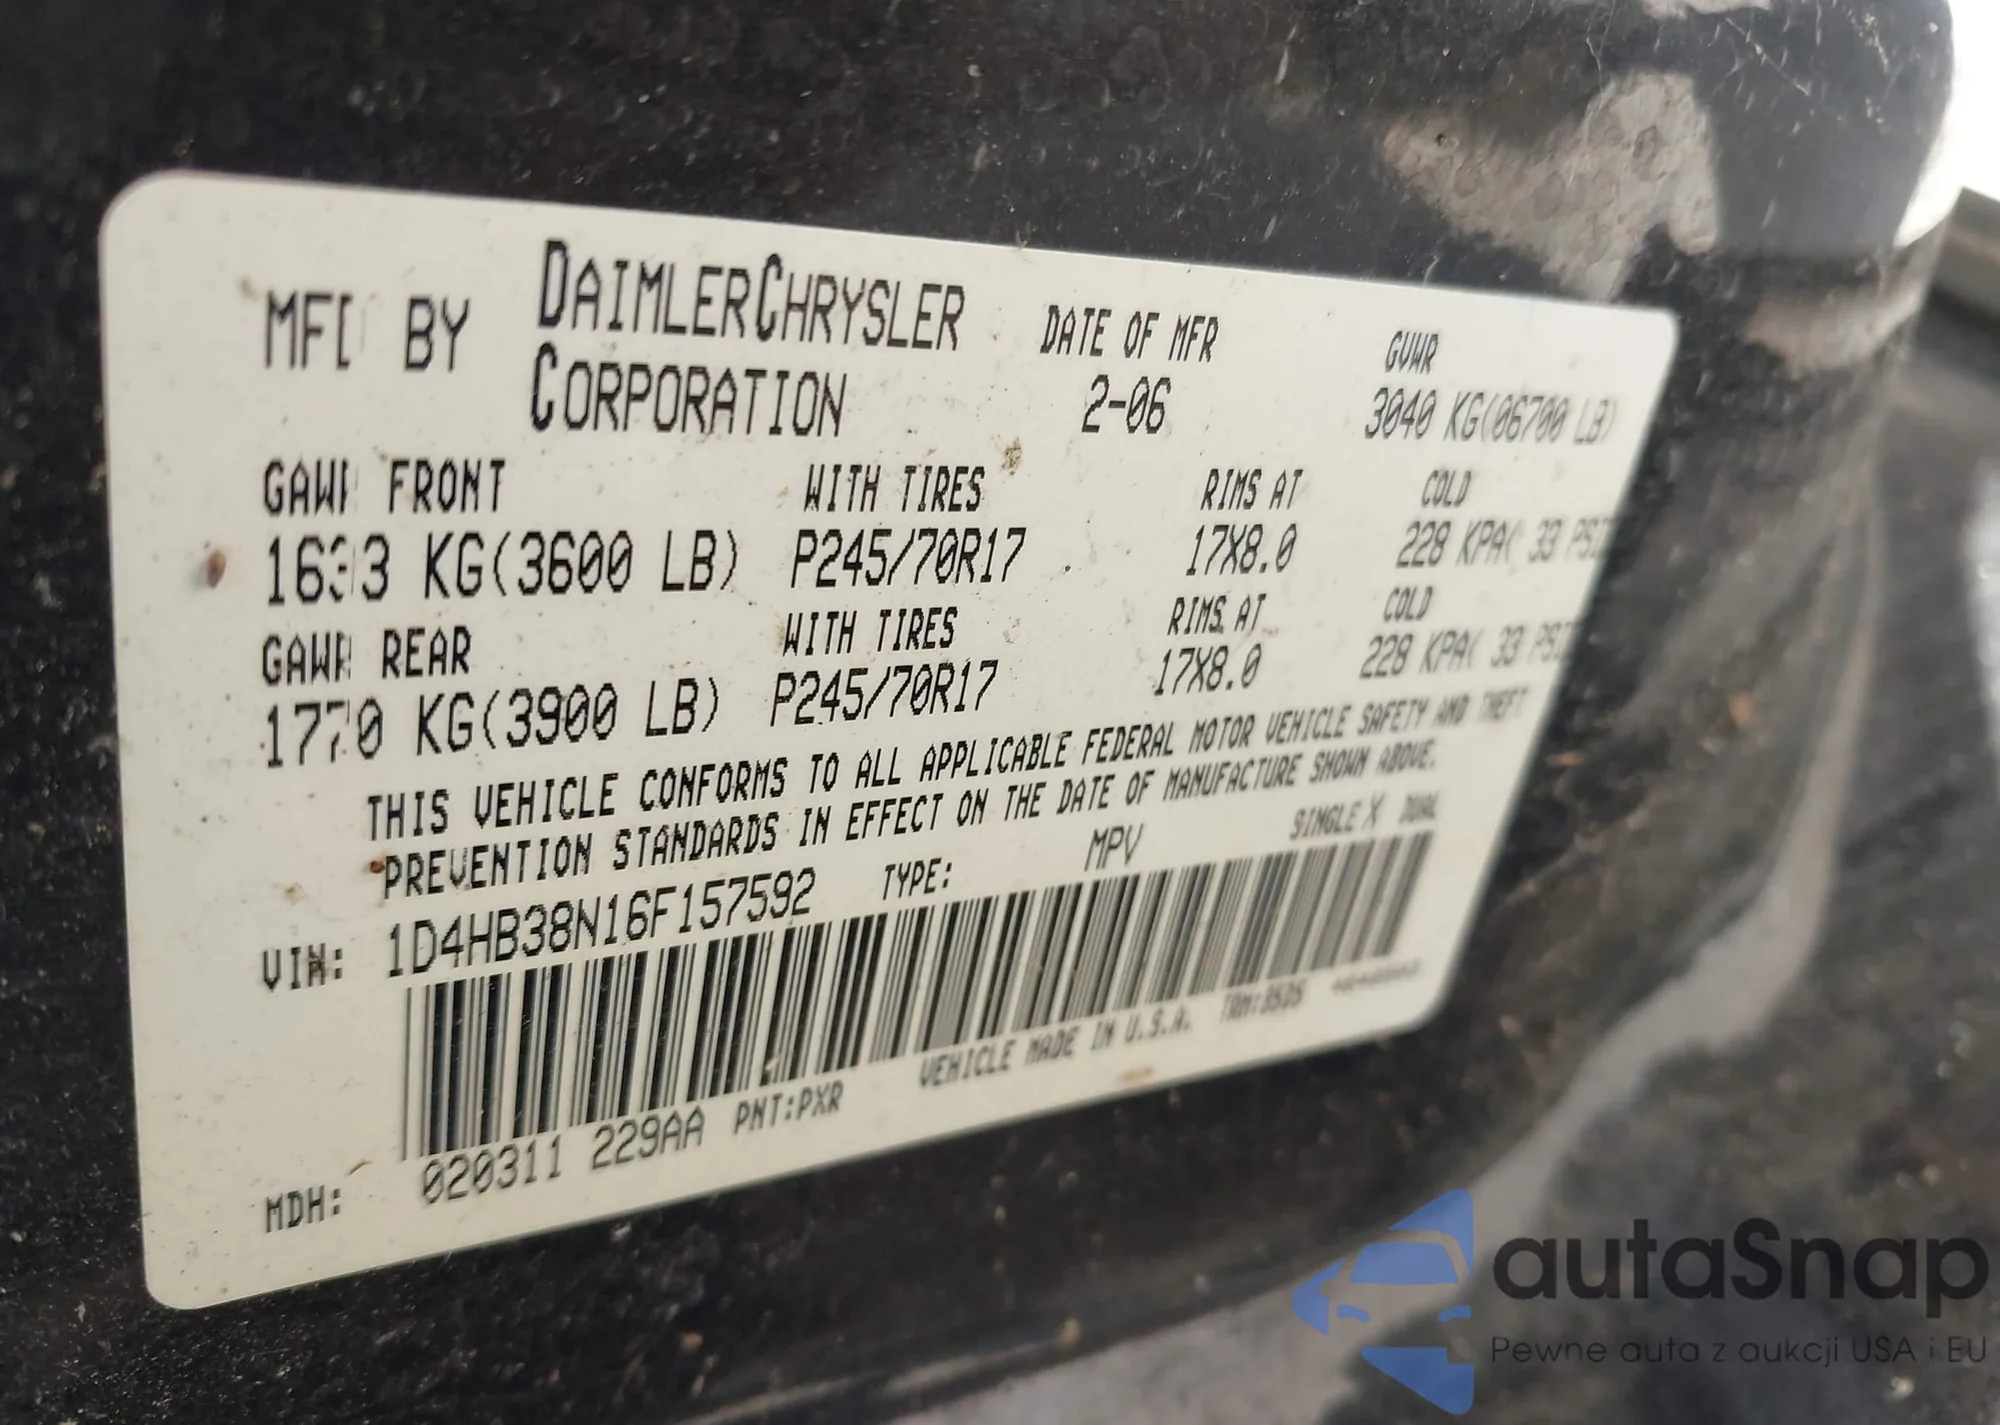 MFD BY DAIMLERCHRYSLER CORPORATION DATE OF MFR GVWR
2-06 3040 KG(06700 LB)
GAWR FRONT WITH TIRES RIMS AT COLD
1633 KG(3600 LB) P245/70R17 17X8.0 228 KPA( 33 PSI
GAWR REAR WITH TIRES RIMS AT COLD
1770 KG(3900 LB) P245/70R17 17X8.0 228 KPA( 33 PSI
THIS VEHICLE CONFORMS TO ALL APPLICABLE FEDERAL MOTOR VEHICLE SAFETY AND THEFT
PREVENTION STANDARDS IN EFFECT ON THE DATE OF MANUFACTURE SHOWN ABOVE.
VIN: 1D4HB38N16F157592 TYPE: MPV SINGLE X DUAL
MDH: 020311 229AA PNT:PXR VEHICLE MADE IN U.S.A.
autaSnap
Pewne auta z aukcji USA i EU